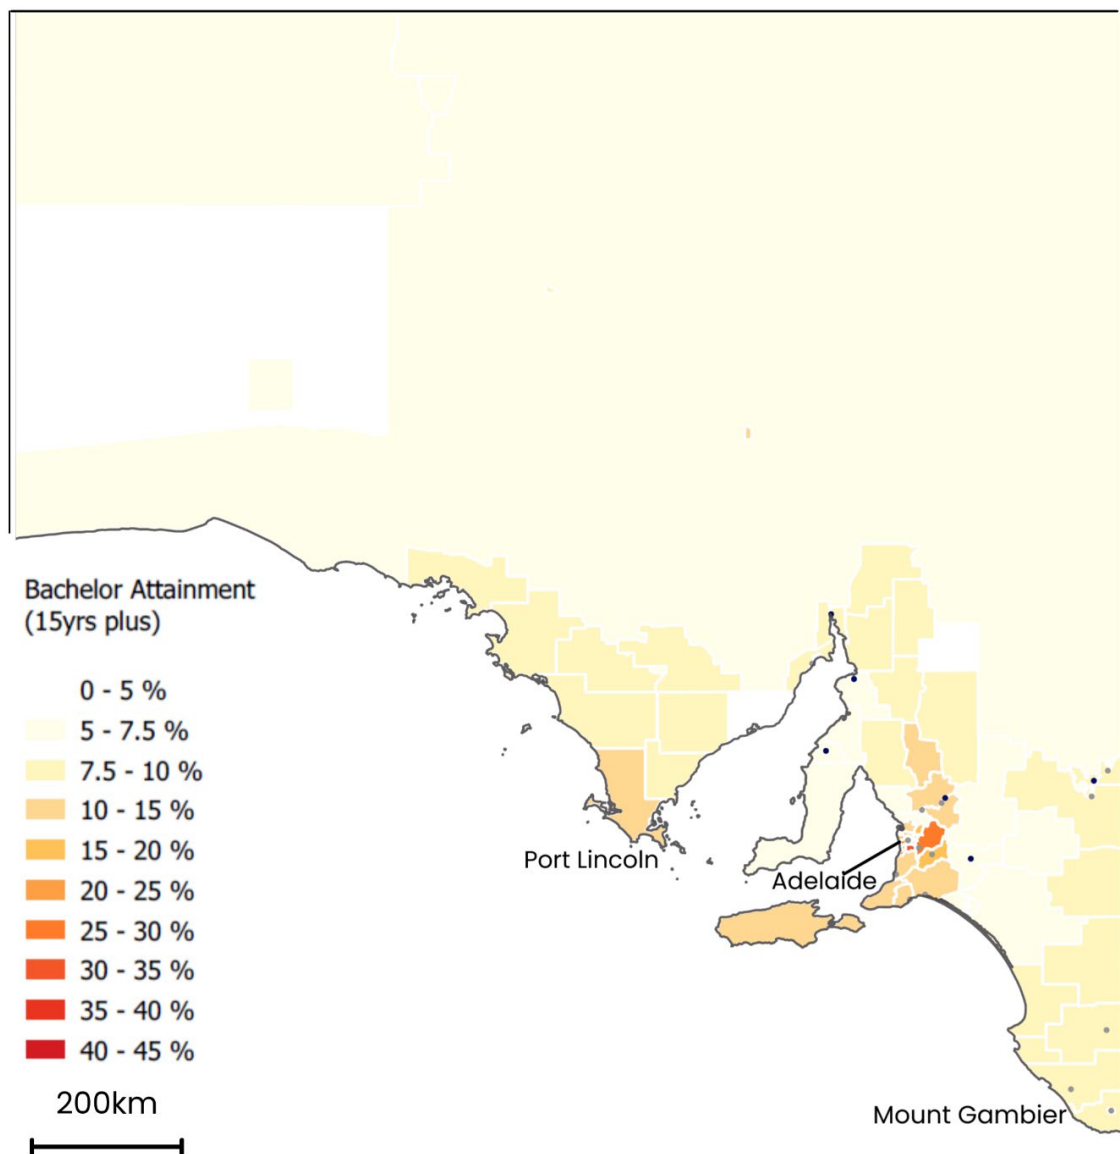 Bachelor Attainment
(15yrs plus)
0 - 5 %
5 - 7.5 %
7.5 - 10 %
10 - 15 %
15 - 20 %
20 - 25 %
25 - 30 %
30 - 35 %
35 - 40 %
40 - 45 %
200km
Port Lincoln
Adelaide
Mount Gambier